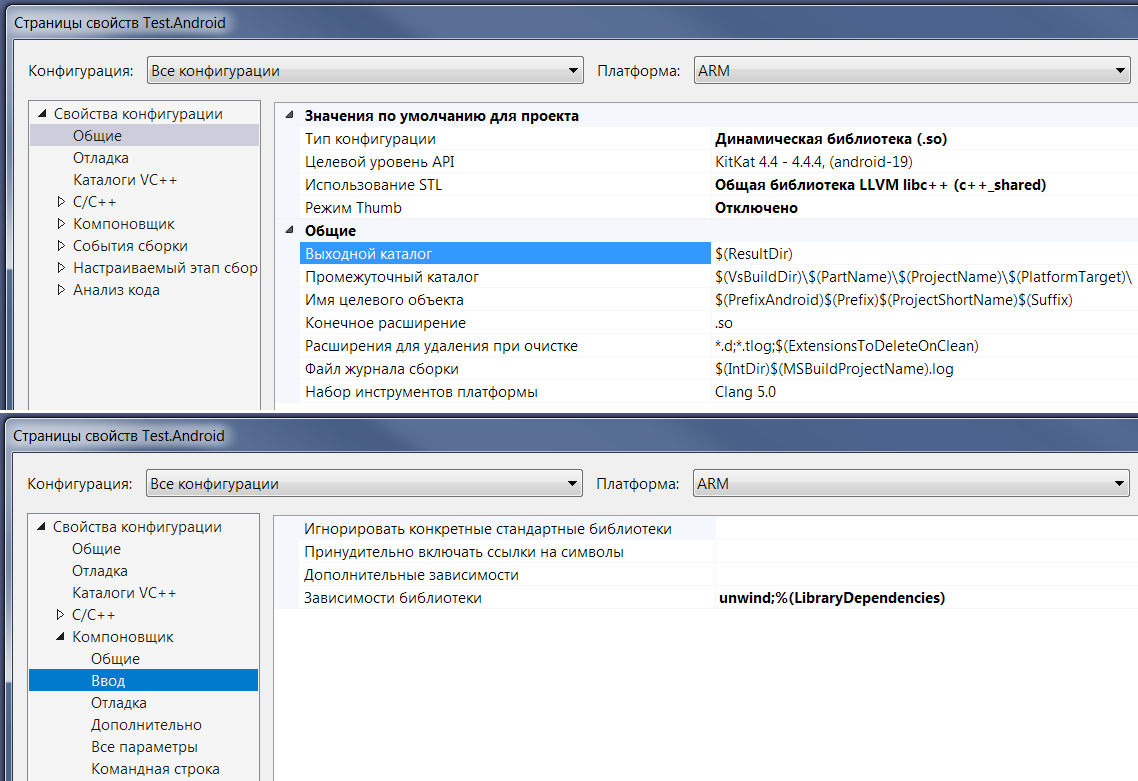 Страницы свойств Test.Android
Конфигурация: Все конфигурации Платформа: ARM
Свойства конфигурации
Общие
Отладка
Каталоги VC++
C/C++
Компоновщик
События сборки
Настраиваемый этап сбор
Анализ кода
Значения по умолчанию для проекта
Тип конфигурации Динамическая библиотека (.so)
Целевой уровень API KitKat 4.4 - 4.4.4, (android-19)
Использование STL Общая библиотека LLVM libc++ (c++_shared)
Режим Thumb Отключено
Общие
Выходной каталог $(ResultDir)
Промежуточный каталог $(VsBuildDir)\$(PartName)\$(ProjectName)\$(PlatformTarget)\
Имя целевого объекта $(PrefixAndroid)$(Prefix)$(ProjectShortName)$(Suffix)
Конечное расширение .so
Расширения для удаления при очистке *.d;*.tlog;$(ExtensionsToDeleteOnClean)
Файл журнала сборки $(IntDir)$(MSBuildProjectName).log
Набор инструментов платформы Clang 5.0
Страницы свойств Test.Android
Конфигурация: Все конфигурации Платформа: ARM
Свойства конфигурации
Общие
Отладка
Каталоги VC++
C/C++
Компоновщик
Общие
Ввод
Отладка
Дополнительно
Все параметры
Командная строка
Игнорировать конкретные стандартные библиотеки
Принудительно включать ссылки на символы
Дополнительные зависимости
Зависимости библиотеки unwind;%(LibraryDependencies)